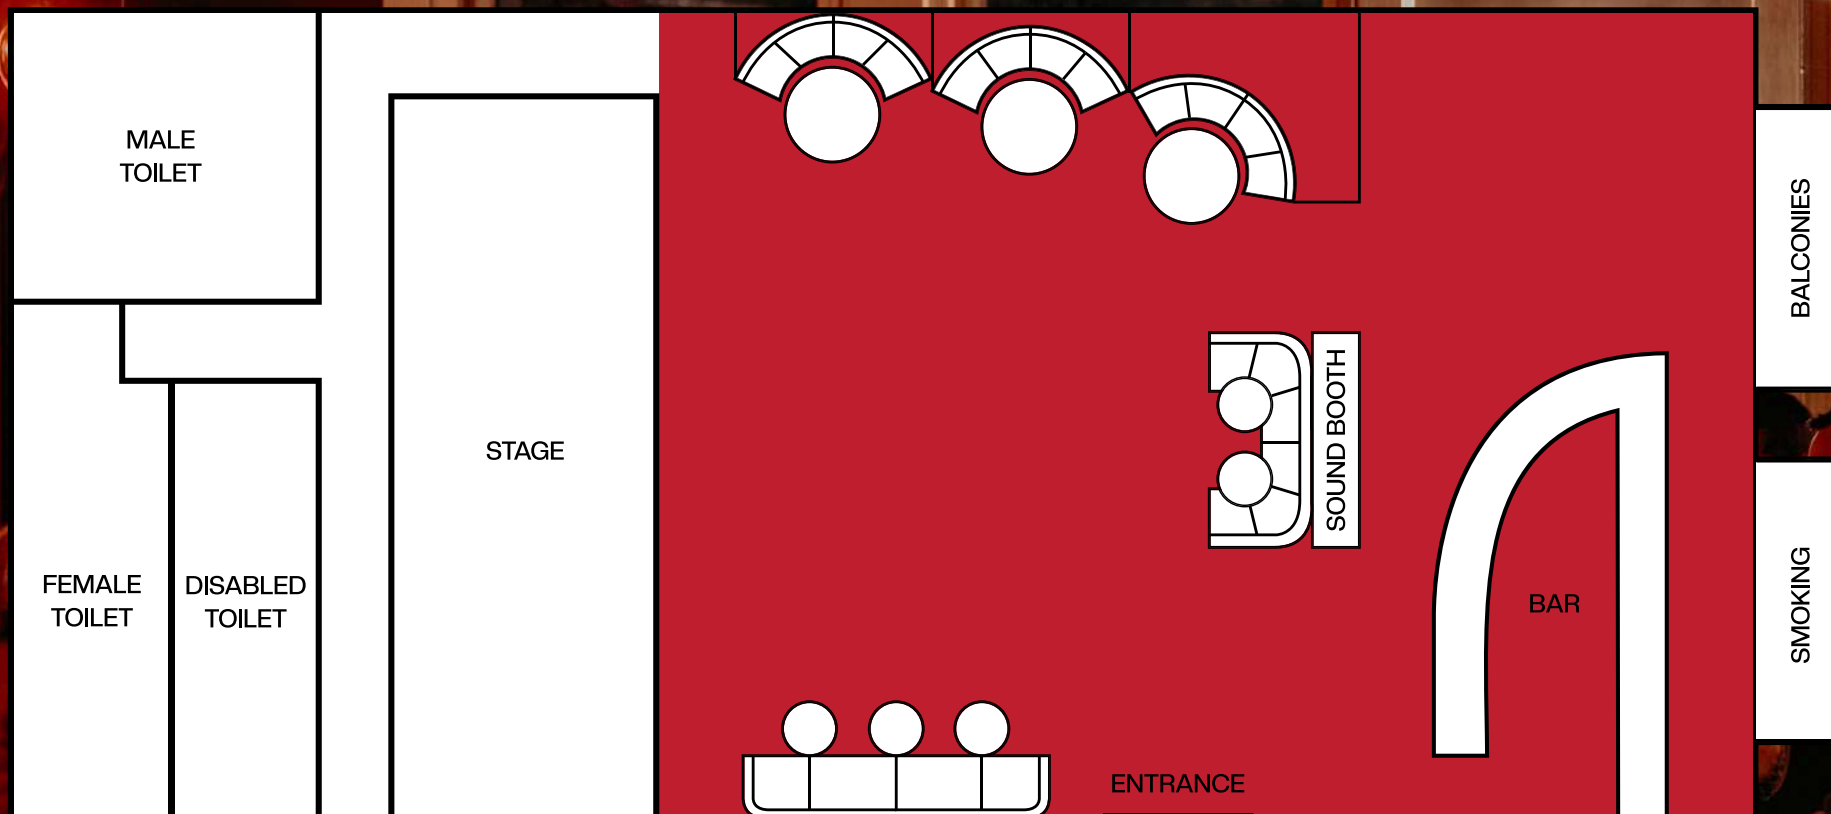 MALE
TOILET
BALCONIES
SOUND BOOTH
STAGE
FEMALE
TOILET
DISABLED
TOILET
BAR
SMOKING
ENTRANCE